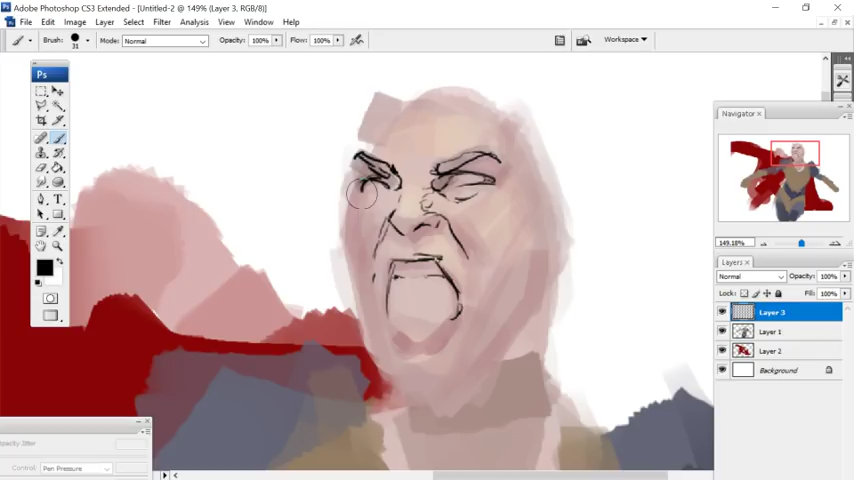 Adobe Photoshop CS3 Extended - [Untitled-2 @ 149% (Layer 3, RGB/8)]
File Edit Image Layer Select Filter Analysis View Window Help
Brush: 31 Mode: Normal Opacity: 100% Flow: 100% Workspace
Ps
Navigator
149.18%
Layers
Normal Opacity: 100%
Lock: Fill: 100%
Layer 3
Layer 1
Layer 2
Background
pacity Jitter
Control: Pen Pressure